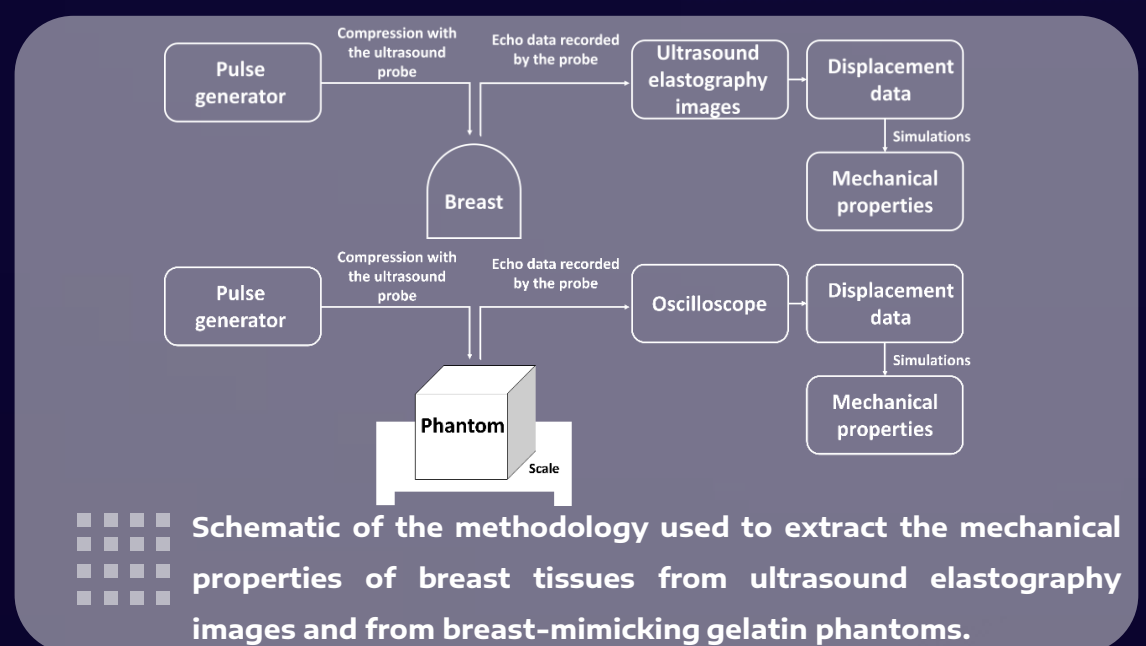 Pulse
generator
Compression with
the ultrasound
probe
Echo data recorded
by the probe
Ultrasound
elastography
images
Displacement
data
Simulations
Mechanical
properties
Breast
Pulse
generator
Compression with
the ultrasound
probe
Echo data recorded
by the probe
Oscilloscope
Displacement
data
Simulations
Mechanical
properties
Phantom
Scale
Schematic of the methodology used to extract the mechanical
properties of breast tissues from ultrasound elastography
images and from breast-mimicking gelatin phantoms.